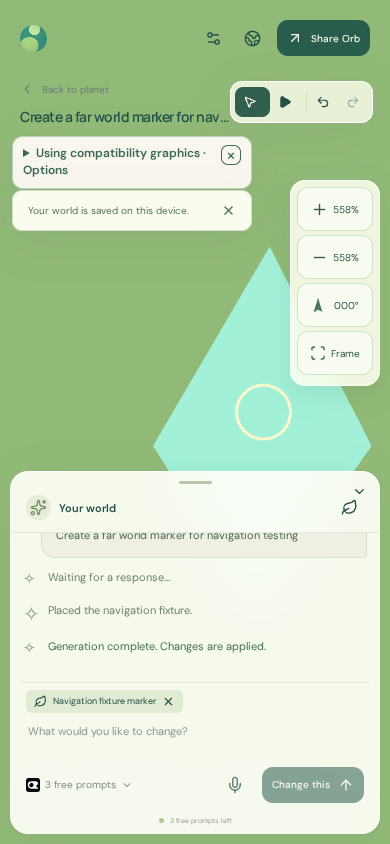 Share Orb
Back to planet
Create a far world marker for nav...
Using compatibility graphics ·
Options
Your world is saved on this device.
558%
558%
000°
Frame
Your world
Create a far world marker for navigation testing
Waiting for a response...
Placed the navigation fixture.
Generation complete. Changes are applied.
Navigation fixture marker
What would you like to change?
3 free prompts
Change this
3 free prompts left